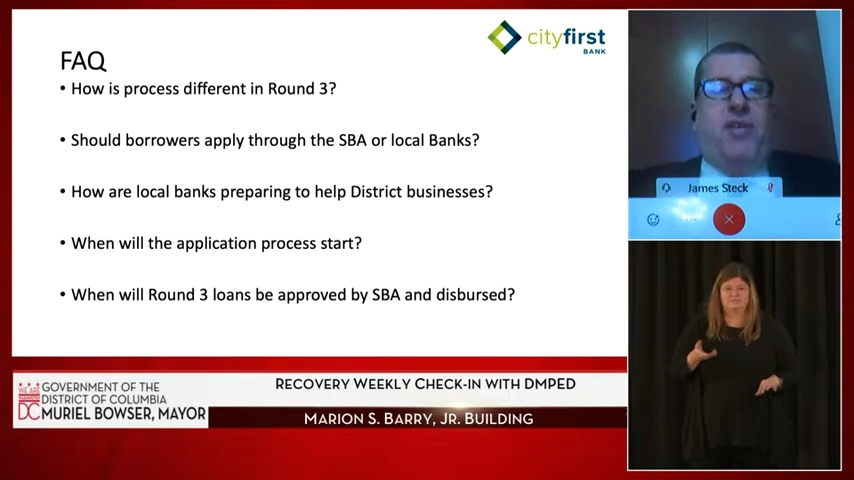 cityfirst
BANK
FAQ
• How is process different in Round 3?
• Should borrowers apply through the SBA or local Banks?
• How are local banks preparing to help District businesses?
• When will the application process start?
• When will Round 3 loans be approved by SBA and disbursed?
James Steck
WE ARE
DC
GOVERNMENT OF THE
DISTRICT OF COLUMBIA
MURIEL BOWSER, MAYOR
RECOVERY WEEKLY CHECK-IN WITH DMPED
MARION S. BARRY, JR. BUILDING